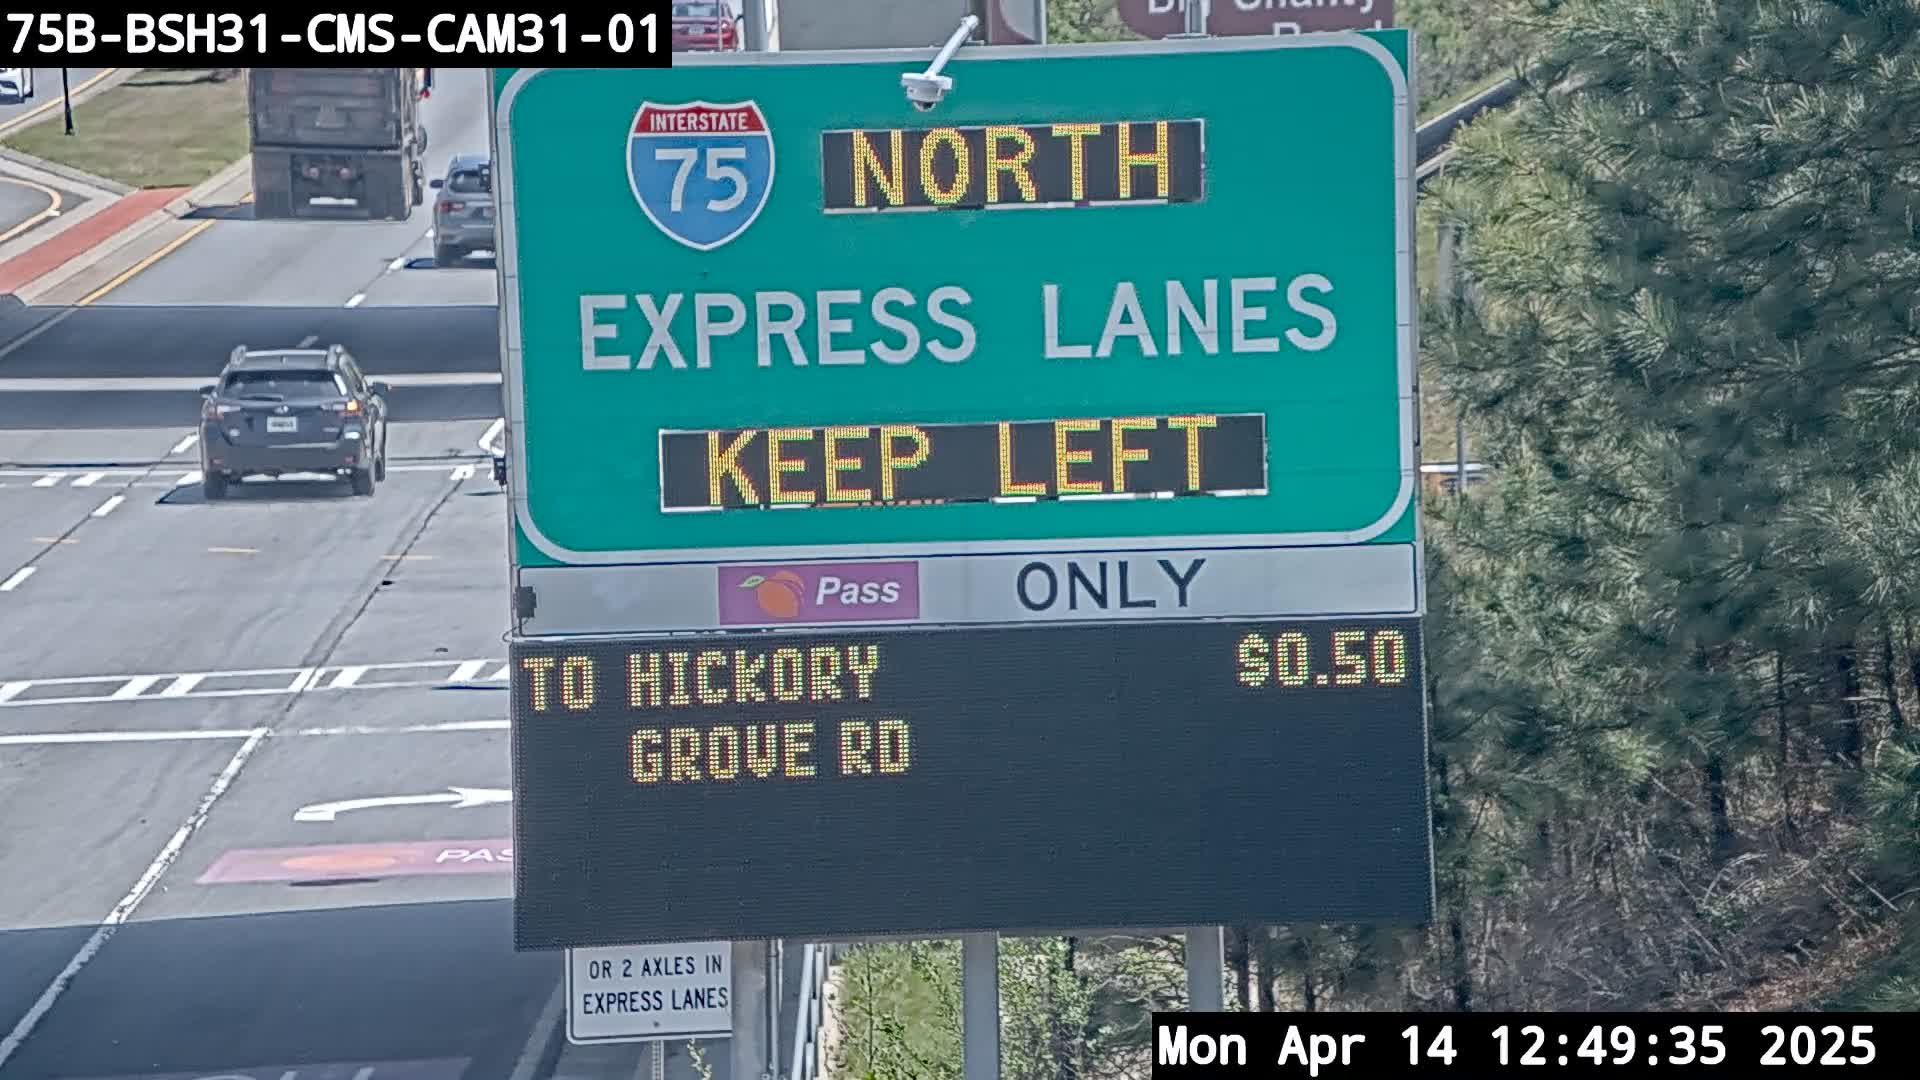 75B-BSH31-CMS-CAM31-01
INTERSTATE
75
NORTH
EXPRESS LANES
KEEP LEFT
Pass ONLY
TO HICKORY $0.50
GROVE RD
OR 2 AXLES IN
EXPRESS LANES
Mon Apr 14 12:49:35 2025